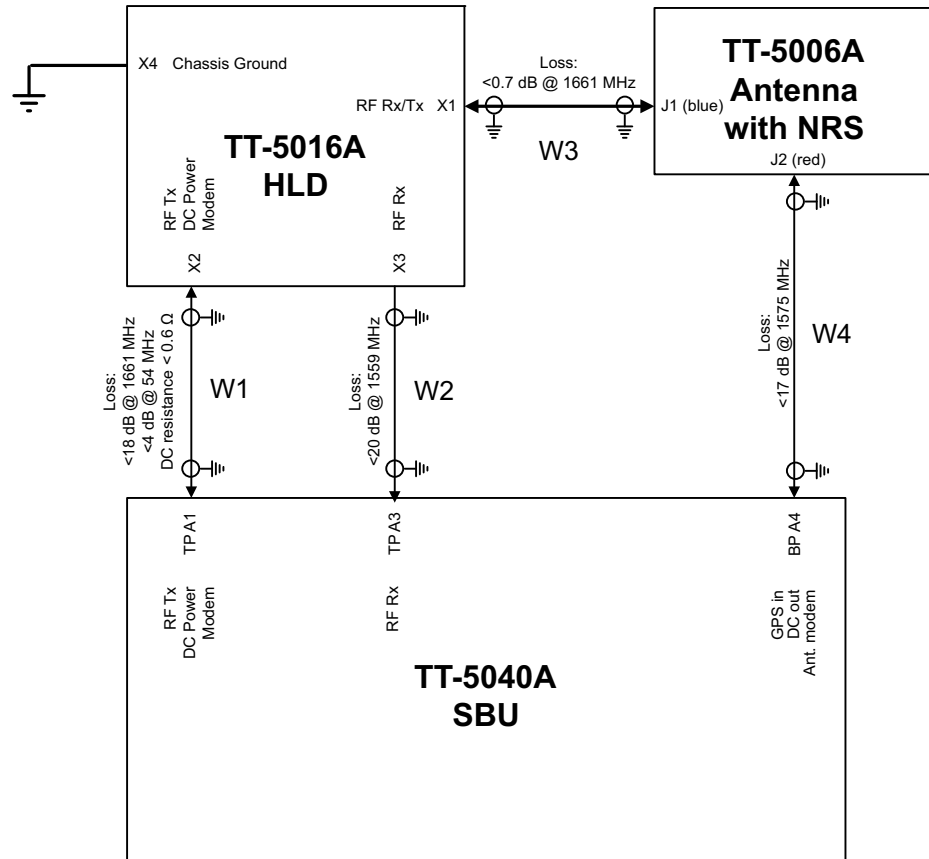 X4 Chassis Ground
RF Rx/Tx X1
TT-5016A
HLD
RF Tx
DC Power
Modem
X2
RF Rx
X3
Loss:
<0.7 dB @ 1661 MHz
W3
TT-5006A
Antenna
with NRS
J1 (blue)
J2 (red)
Loss:
<18 dB @ 1661 MHz
<4 dB @ 54 MHz
DC resistance < 0.6 Ω
W1
Loss:
<20 dB @ 1559 MHz
W2
Loss:
<17 dB @ 1575 MHz
W4
TP A1
RF Tx
DC Power
Modem
TP A3
RF Rx
BP A4
GPS in
DC out
Ant. modem
TT-5040A
SBU